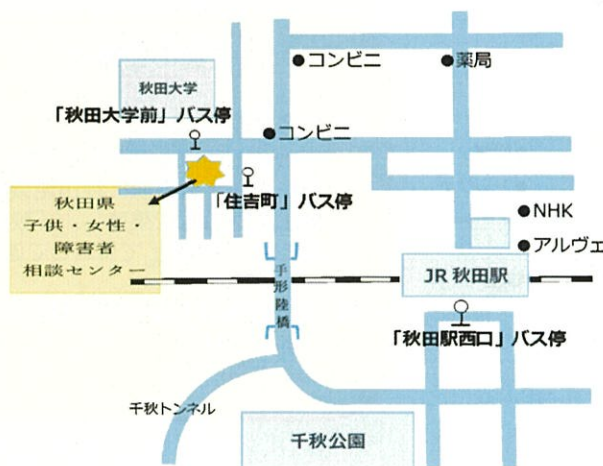 ●コンビニ
●薬局
秋田大学
「秋田大学前」バス停
●コンビニ
「住吉町」バス停
秋田県
子供・女性・
障害者
相談センター
●NHK
●アルヴェ
JR 秋田駅
手形陸橋
「秋田駅西口」バス停
千秋トンネル
千秋公園